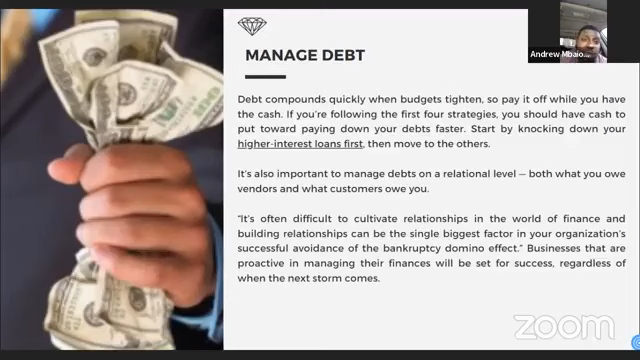 Andrew Mbaio...
MANAGE DEBT
Debt compounds quickly when budgets tighten, so pay it off while you have
the cash. If you're following the first four strategies, you should have cash to
put toward paying down your debts faster. Start by knocking down your
higher-interest loans first, then move to the others.
It's also important to manage debts on a relational level — both what you owe
vendors and what customers owe you.
"It's often difficult to cultivate relationships in the world of finance and
building relationships can be the single biggest factor in your organization's
successful avoidance of the bankruptcy domino effect." Businesses that are
proactive in managing their finances will be set for success, regardless of
when the next storm comes.
zoom